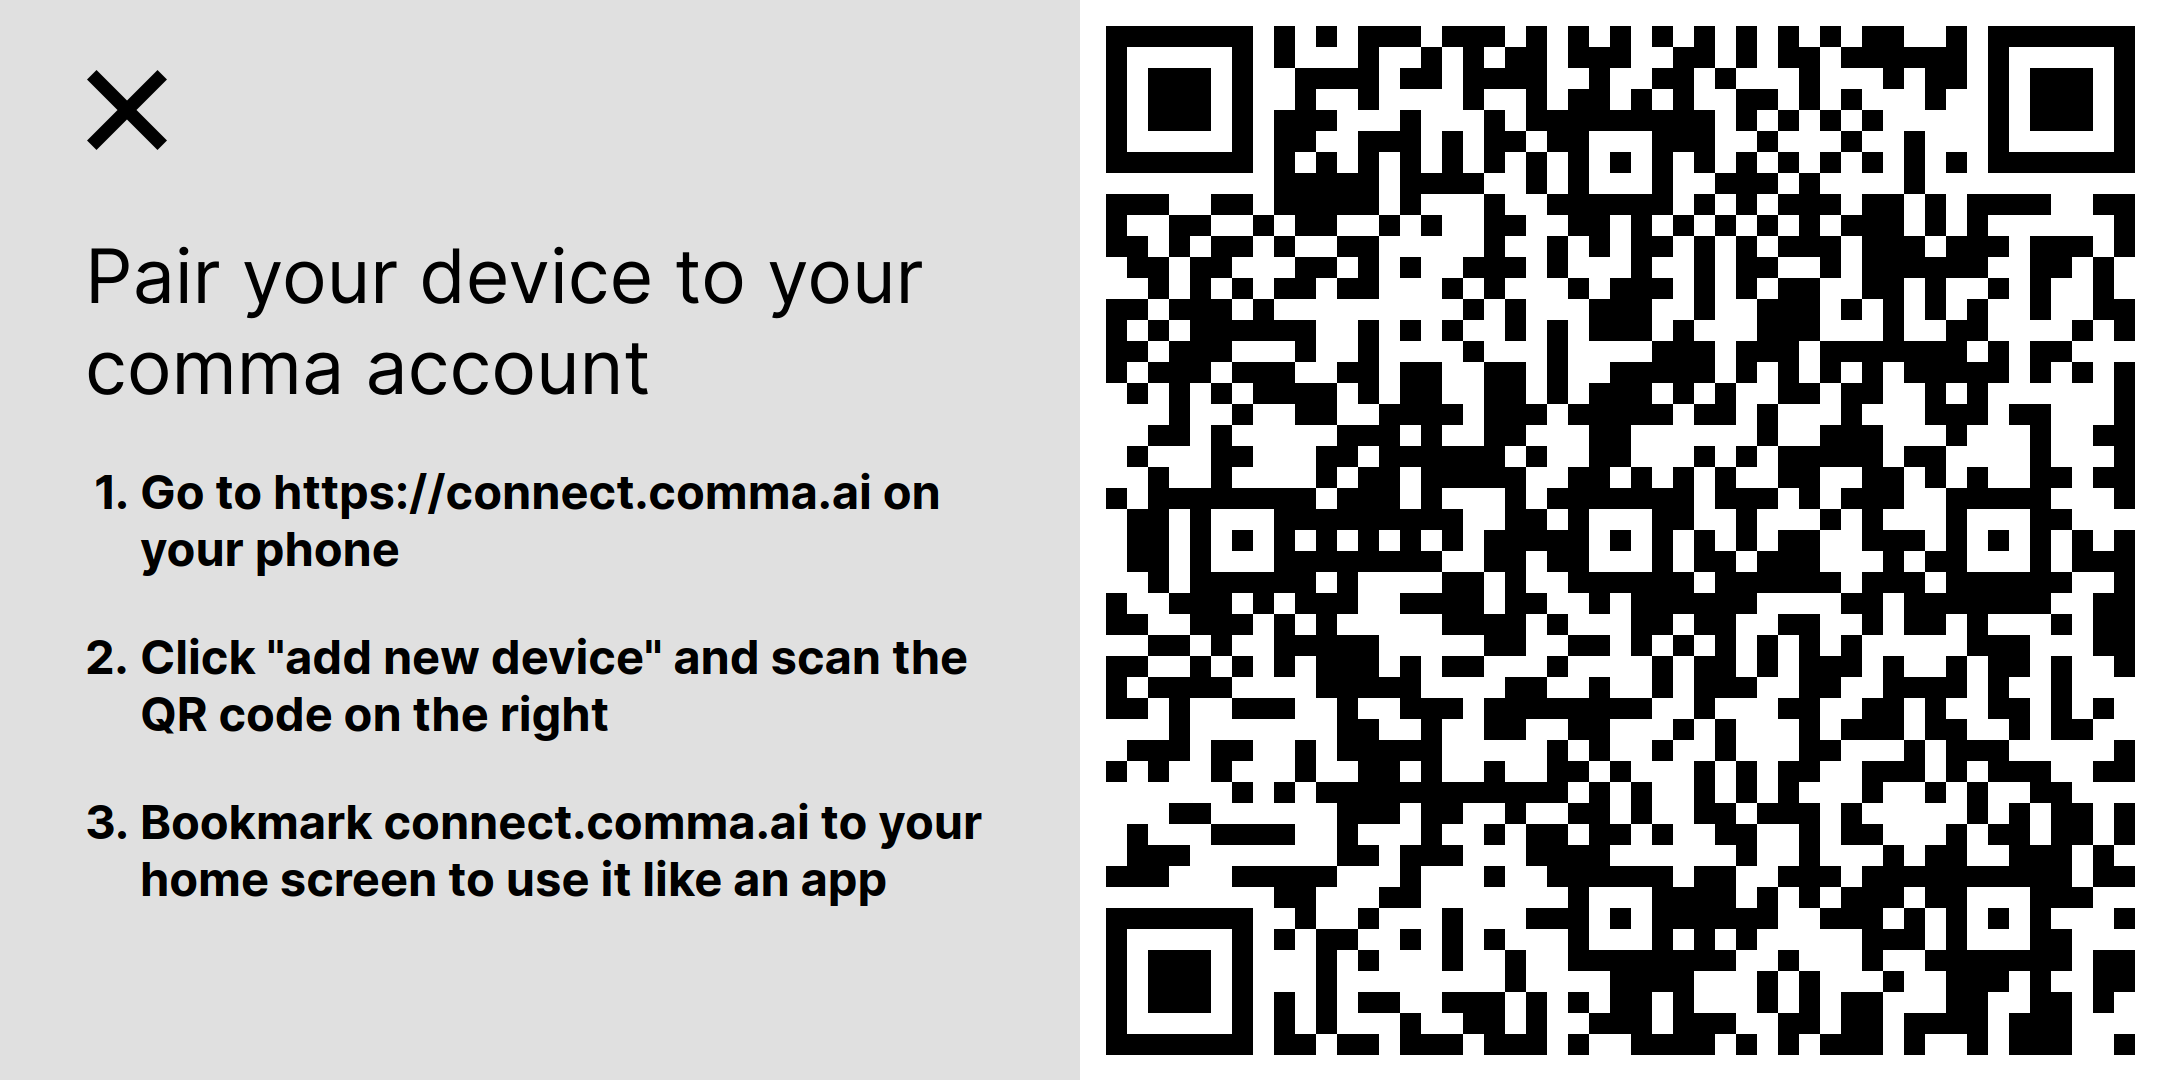 Pair your device to your
comma account
1. Go to https://connect.comma.ai on
your phone
2. Click "add new device" and scan the
QR code on the right
3. Bookmark connect.comma.ai to your
home screen to use it like an app